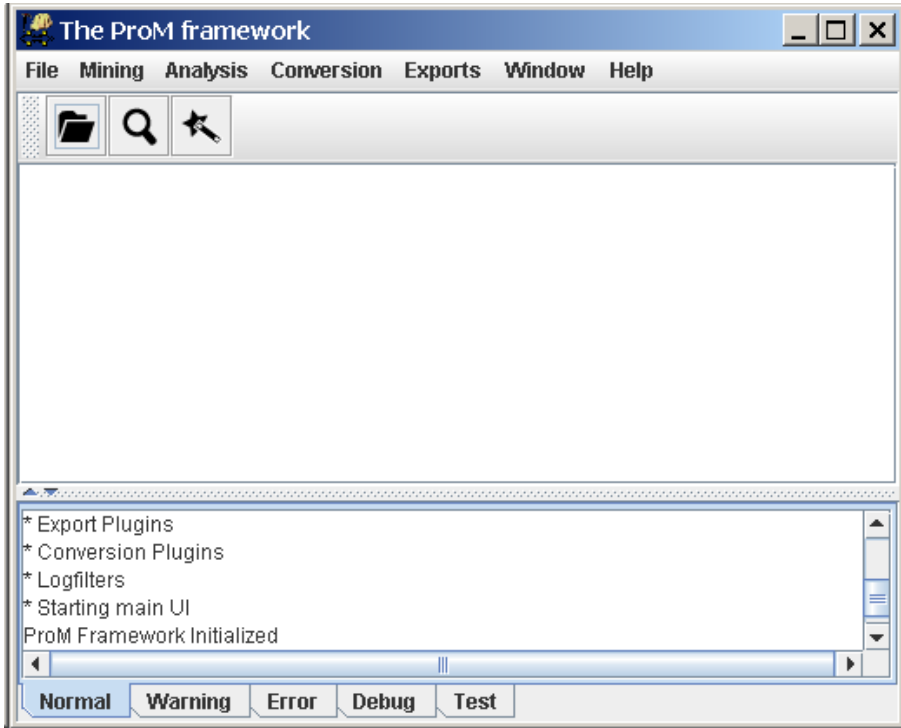 The ProM framework
File Mining Analysis Conversion Exports Window Help
* Export Plugins
* Conversion Plugins
* Logfilters
* Starting main UI
ProM Framework Initialized
Normal Warning Error Debug Test